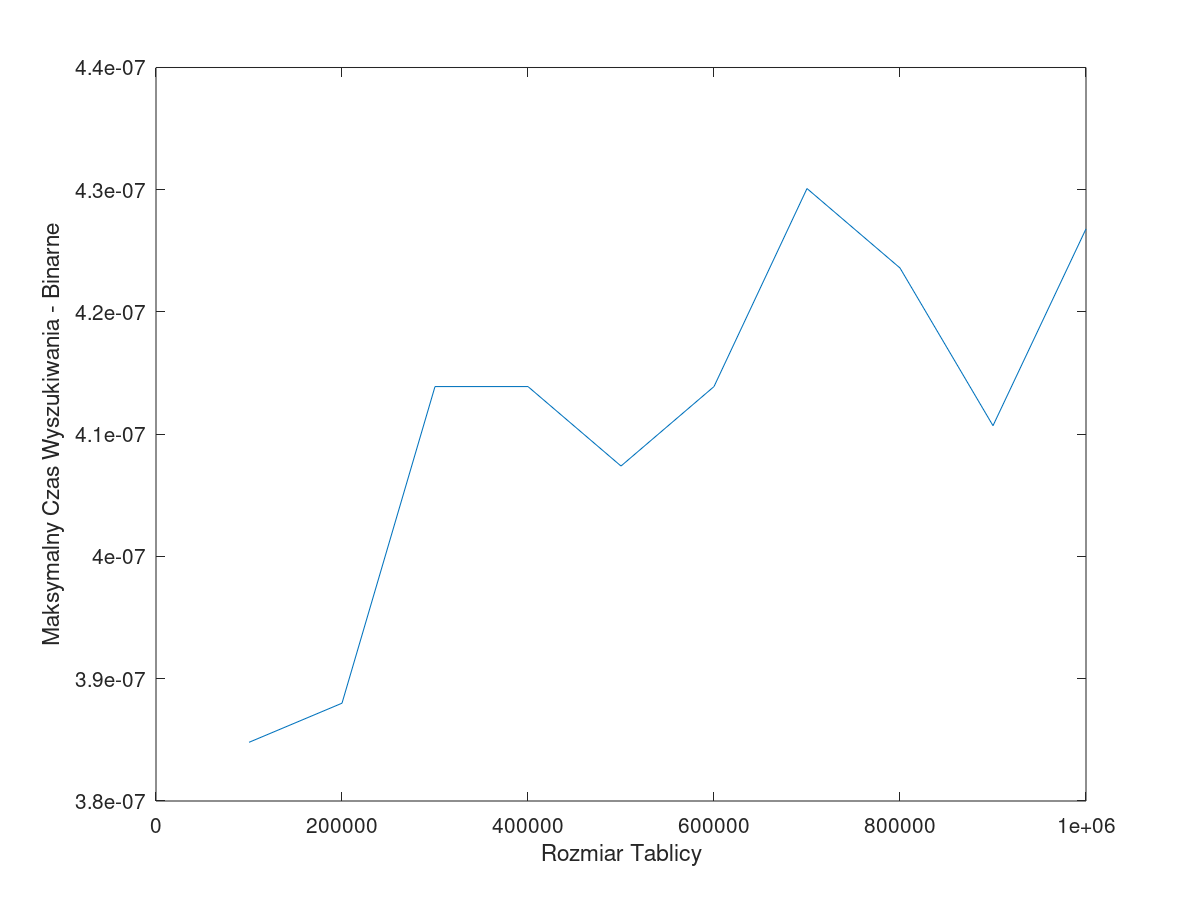 4.4e-07
4.3e-07
4.2e-07
4.1e-07
4e-07
3.9e-07
3.8e-07
Maksymalny Czas Wyszukiwania - Binarne
0 200000 400000 600000 800000 1e+06
Rozmiar Tablicy